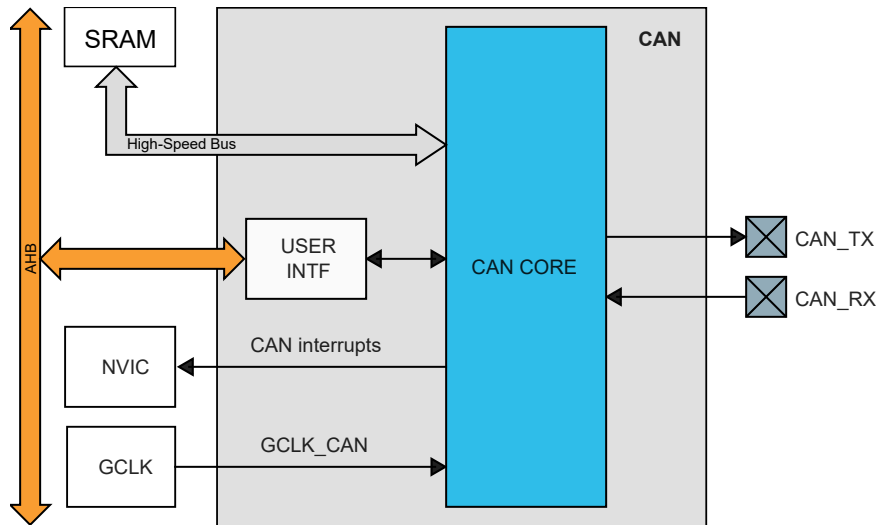 SRAM
CAN
High-Speed Bus
AHB
USER
INTF
CAN CORE
CAN_TX
CAN_RX
NVIC
CAN interrupts
GCLK
GCLK_CAN